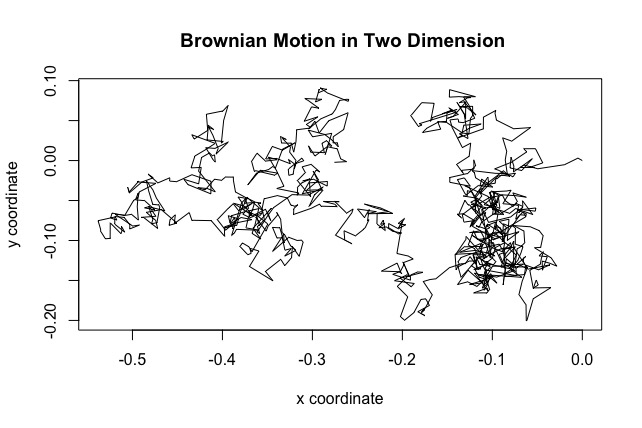 Brownian Motion in Two Dimension
0.10
0.00
-0.10
-0.20
y coordinate
-0.5 -0.4 -0.3 -0.2 -0.1 0.0
x coordinate